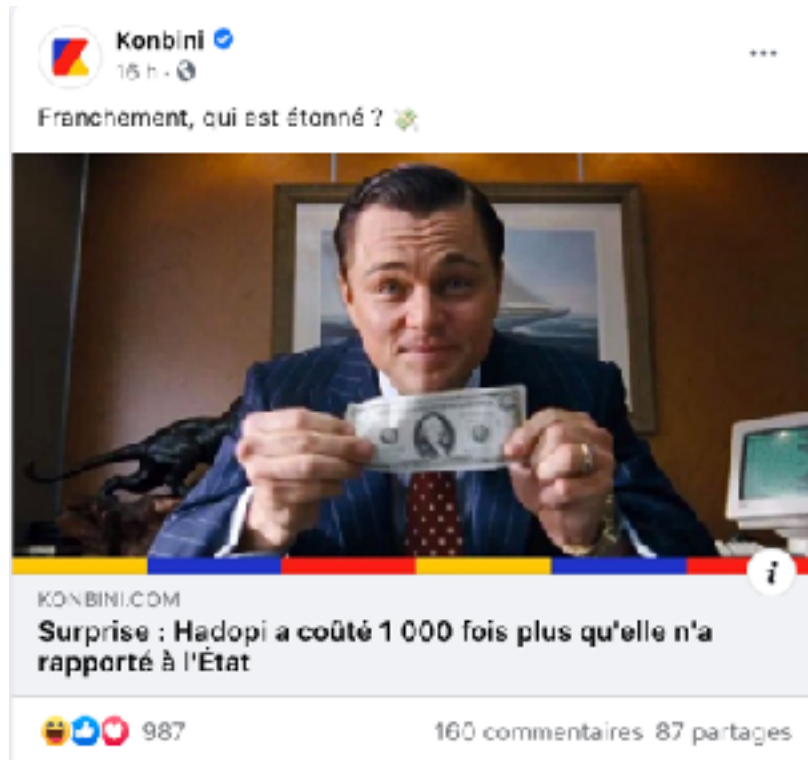 Konbini
16 h
Franchement, qui est étonné ?
KONBINI.COM
Surprise : Hadopi a coûté 1 000 fois plus qu'elle n'a
rapporté à l'État
987
160 commentaires 87 partages